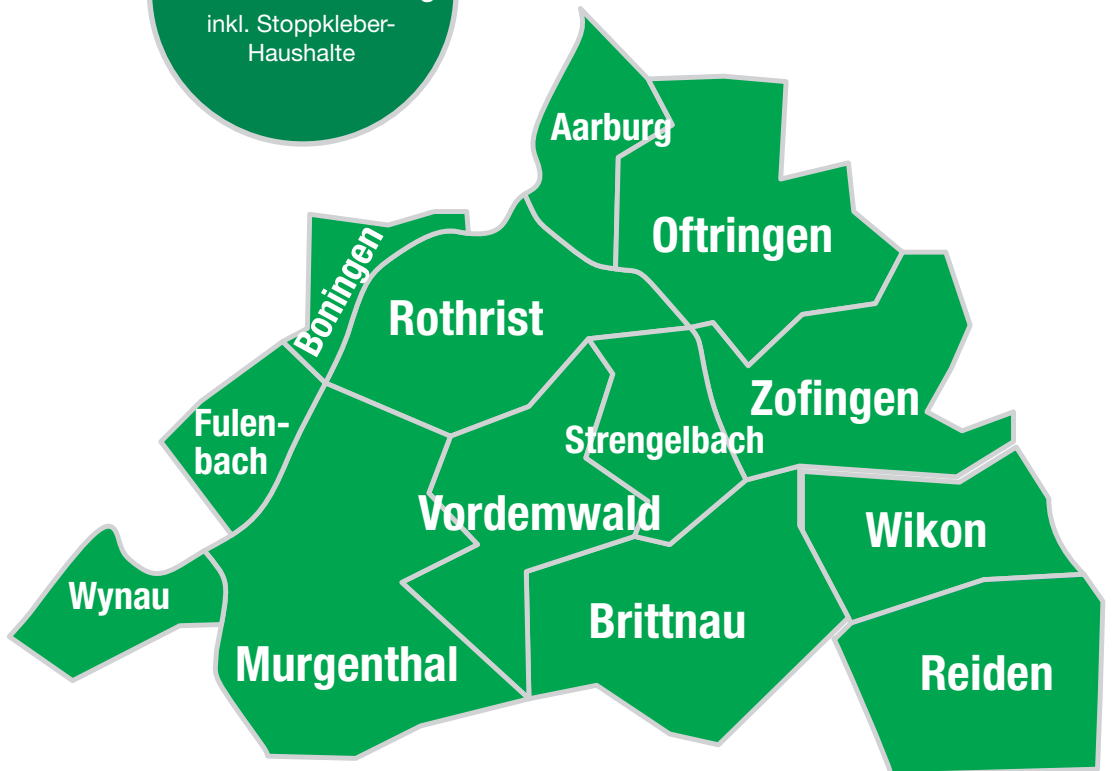 inkl. Stoppkleber-
Haushalte
Aarburg
Oftringen
Boningen
Rothrist
Zofingen
Fulen-
bach
Strengelbach
Vordemwald
Wikon
Wynau
Brittnau
Murgenthal
Reiden